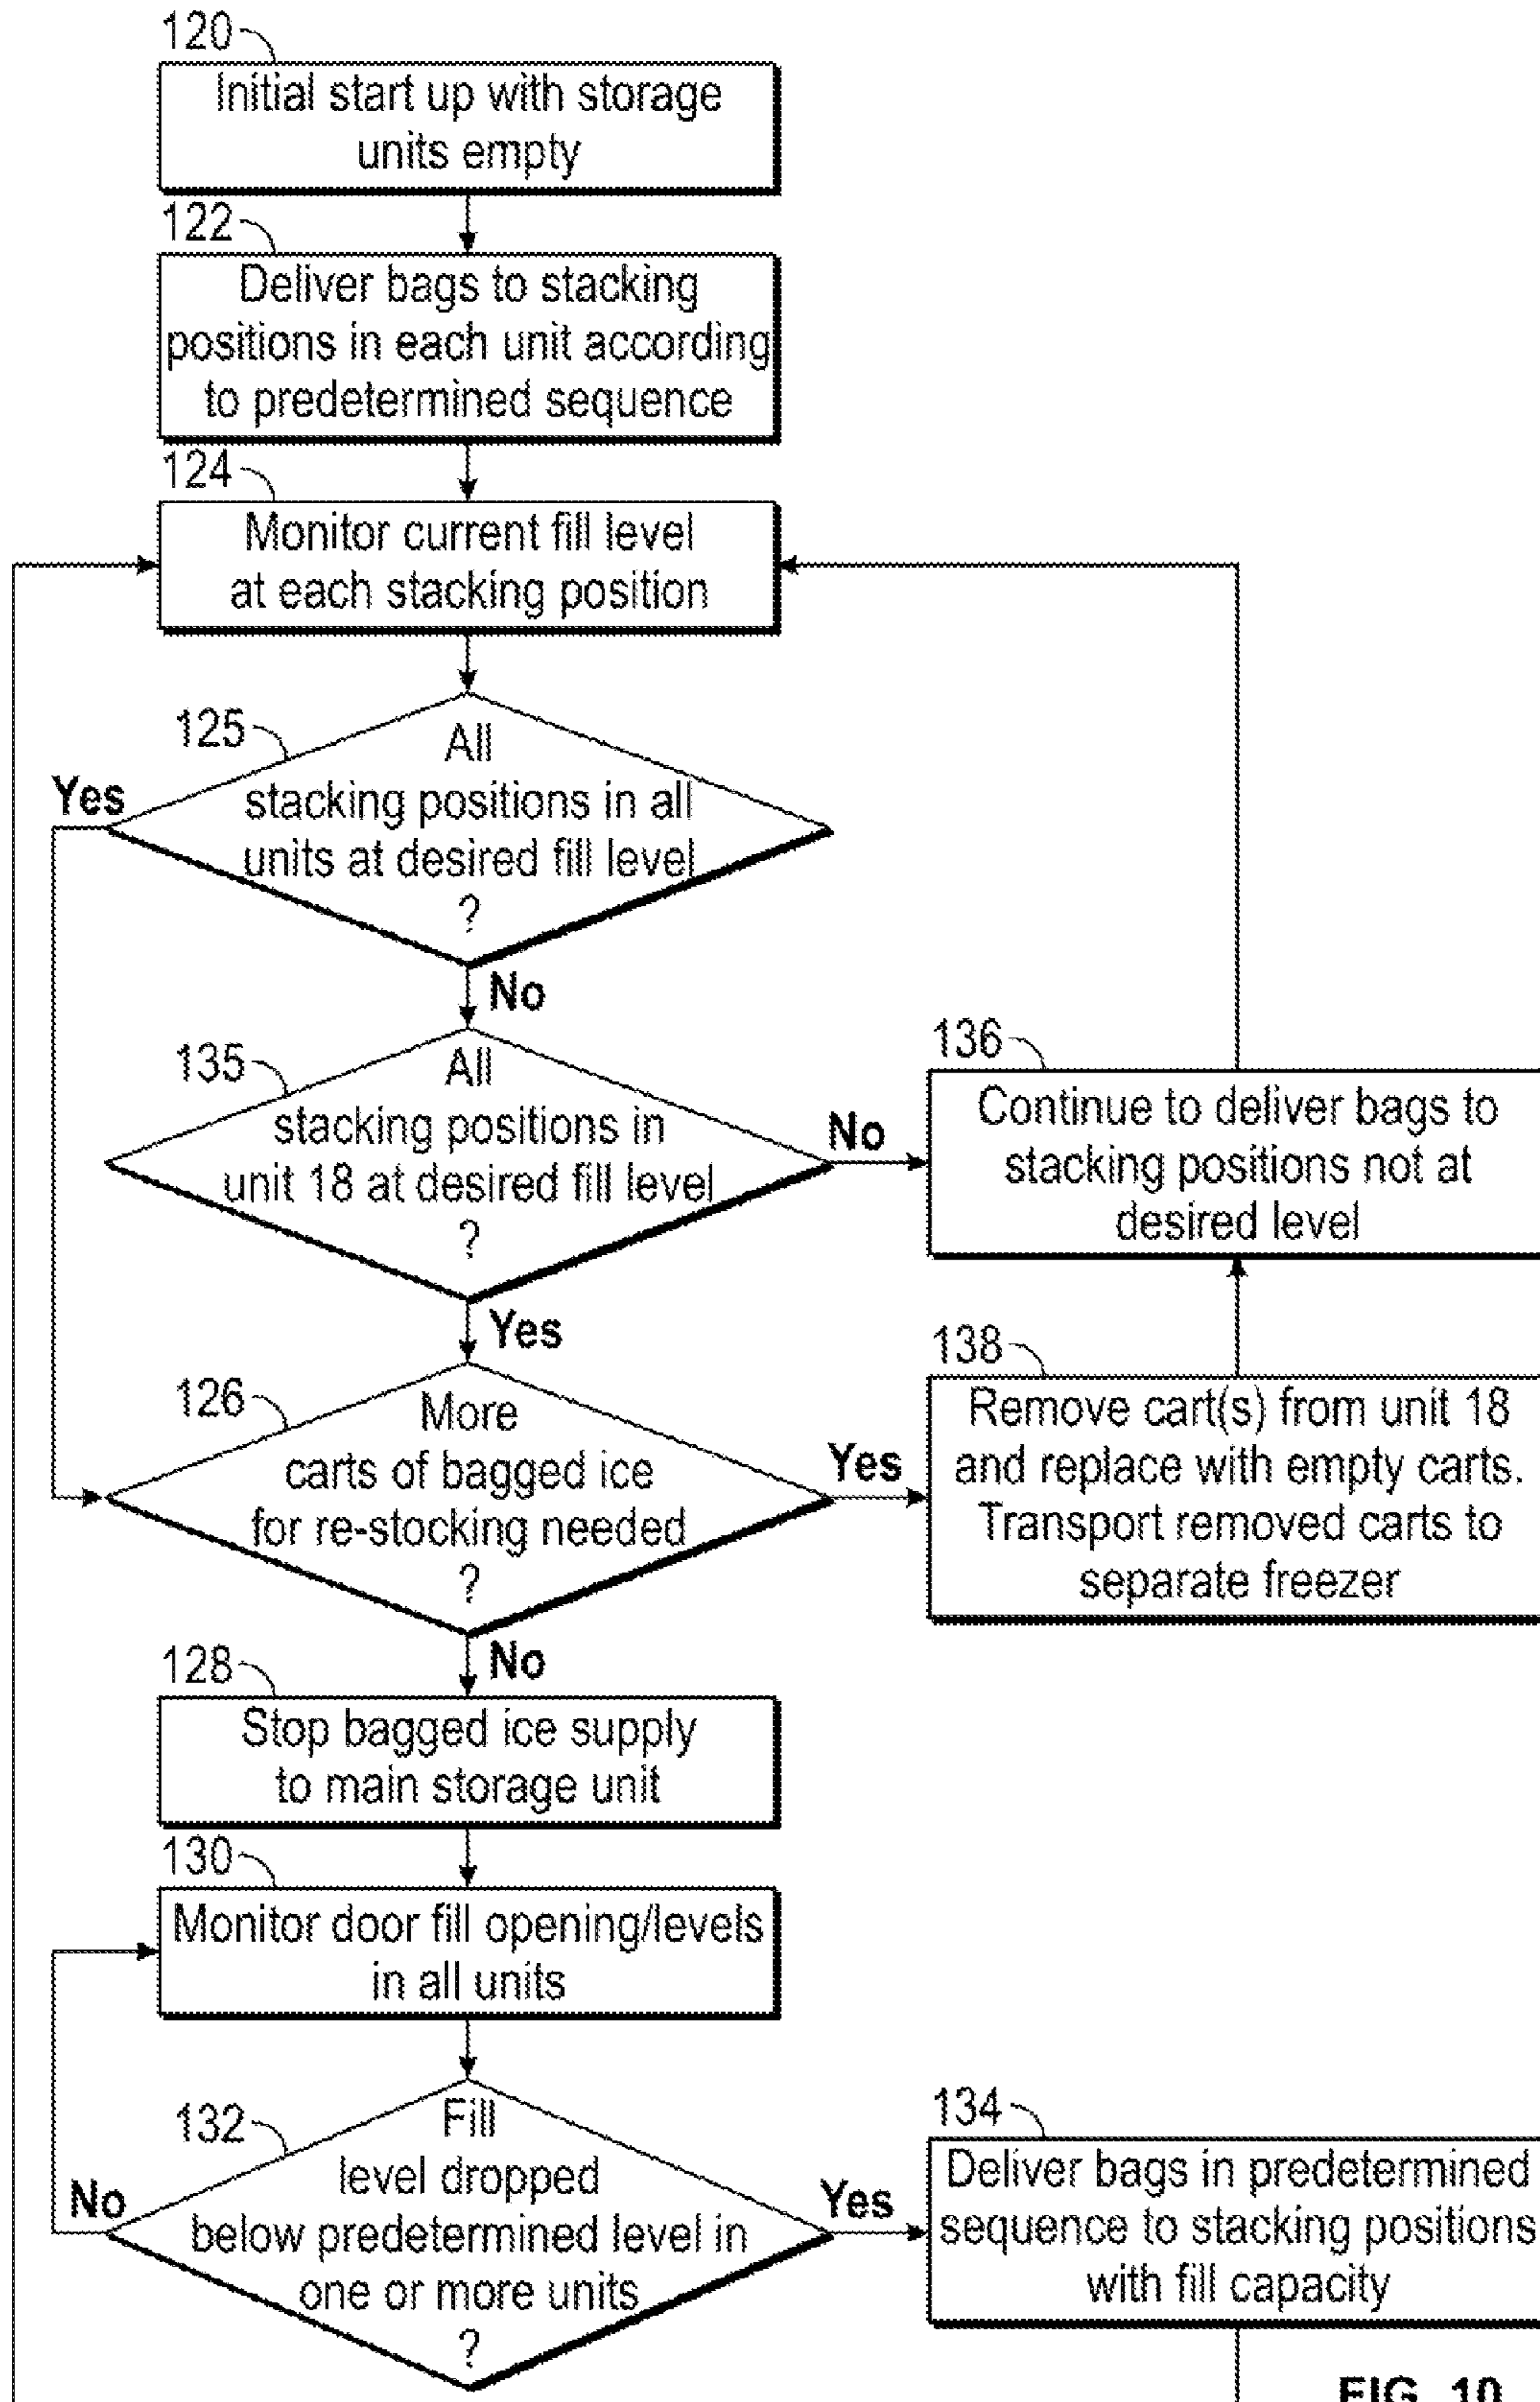 120
Initial start up with storage
units empty
122
Deliver bags to stacking
positions in each unit according
to predetermined sequence
124
Monitor current fill level
at each stacking position
125
All
stacking positions in all
units at desired fill level
?
Yes
No
135
All
stacking positions in
unit 18 at desired fill level
?
No
Yes
136
Continue to deliver bags to
stacking positions not at
desired level
126
More
carts of bagged ice
for re-stocking needed
?
Yes
No
138
Remove cart(s) from unit 18
and replace with empty carts.
Transport removed carts to
separate freezer
128
Stop bagged ice supply
to main storage unit
130
Monitor door fill opening/levels
in all units
132
Fill
level dropped
below predetermined level in
one or more units
?
No
Yes
134
Deliver bags in predetermined
sequence to stacking positions
with fill capacity
FIG. 10